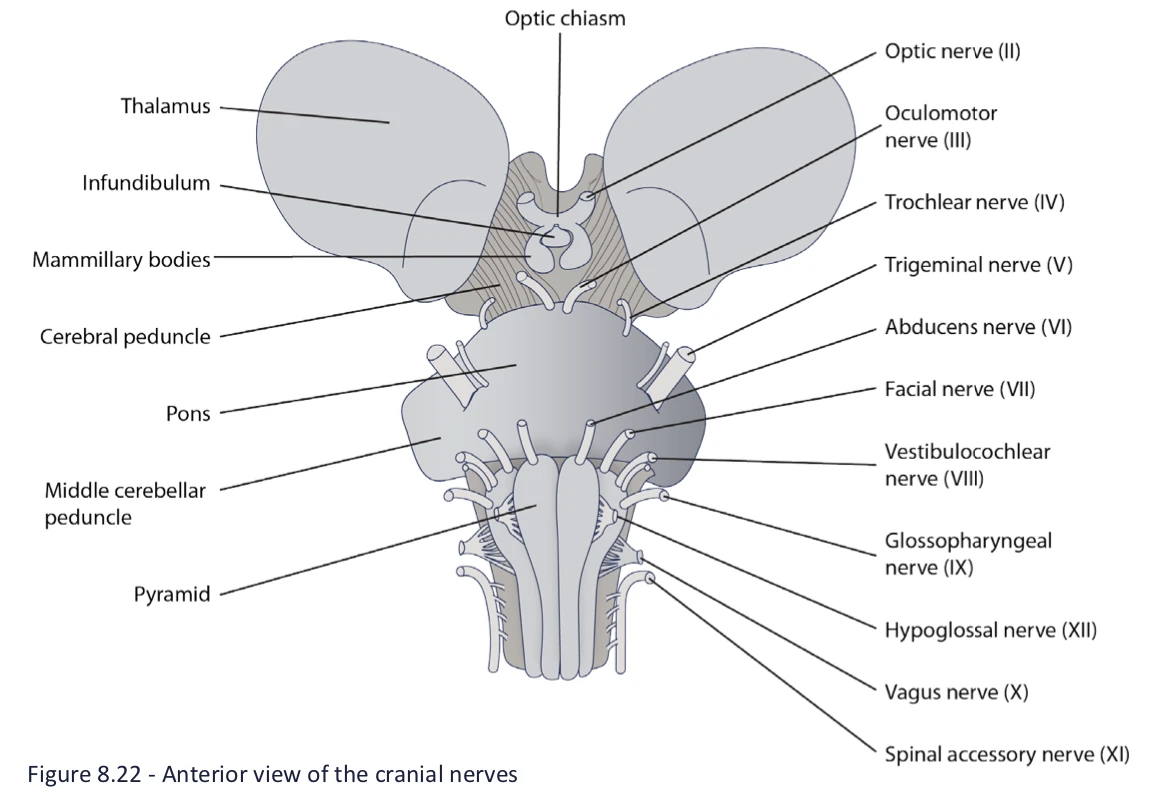 Optic chiasm
Thalamus
Infundibulum
Mammillary bodies
Cerebral peduncle
Pons
Middle cerebellar
peduncle
Pyramid
Optic nerve (II)
Oculomotor
nerve (III)
Trochlear nerve (IV)
Trigeminal nerve (V)
Abducens nerve (VI)
Facial nerve (VII)
Vestibulocochlear
nerve (VIII)
Glossopharyngeal
nerve (IX)
Hypoglossal nerve (XII)
Vagus nerve (X)
Spinal accessory nerve (XI)
Figure 8.22 - Anterior view of the cranial nerves